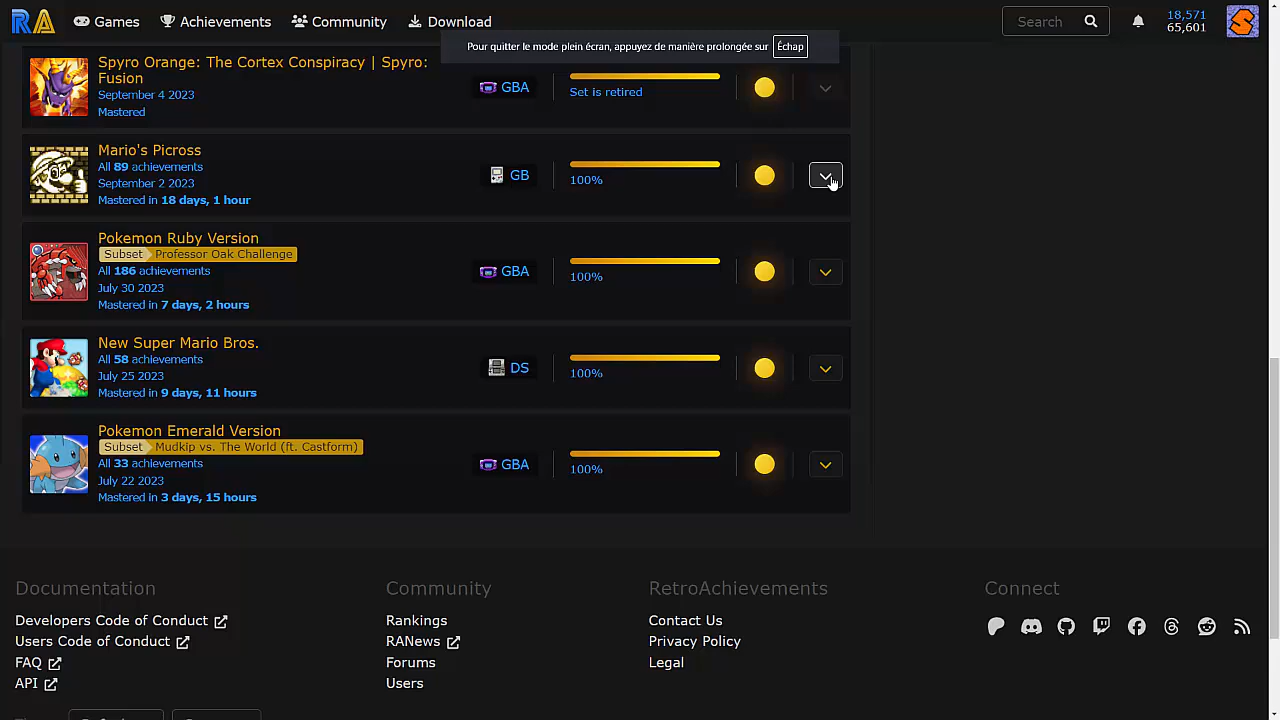 RA Games Achievements Community Download Search 18,571
65,601
Pour quitter le mode plein écran, appuyez de manière prolongée sur Échap
Spyro Orange: The Cortex Conspiracy | Spyro:
Fusion
September 4 2023
Mastered
GBA
Set is retired
Mario's Picross
All 89 achievements
September 2 2023
Mastered in 18 days, 1 hour
GB
100%
Pokemon Ruby Version
Subset Professor Oak Challenge
All 186 achievements
July 30 2023
Mastered in 7 days, 2 hours
GBA
100%
New Super Mario Bros.
All 58 achievements
July 25 2023
Mastered in 9 days, 11 hours
DS
100%
Pokemon Emerald Version
Subset Mudkip vs. The World (ft. Castform)
All 33 achievements
July 22 2023
Mastered in 3 days, 15 hours
GBA
100%
Documentation
Developers Code of Conduct
Users Code of Conduct
FAQ
API
Community
Rankings
RANews
Forums
Users
RetroAchievements
Contact Us
Privacy Policy
Legal
Connect